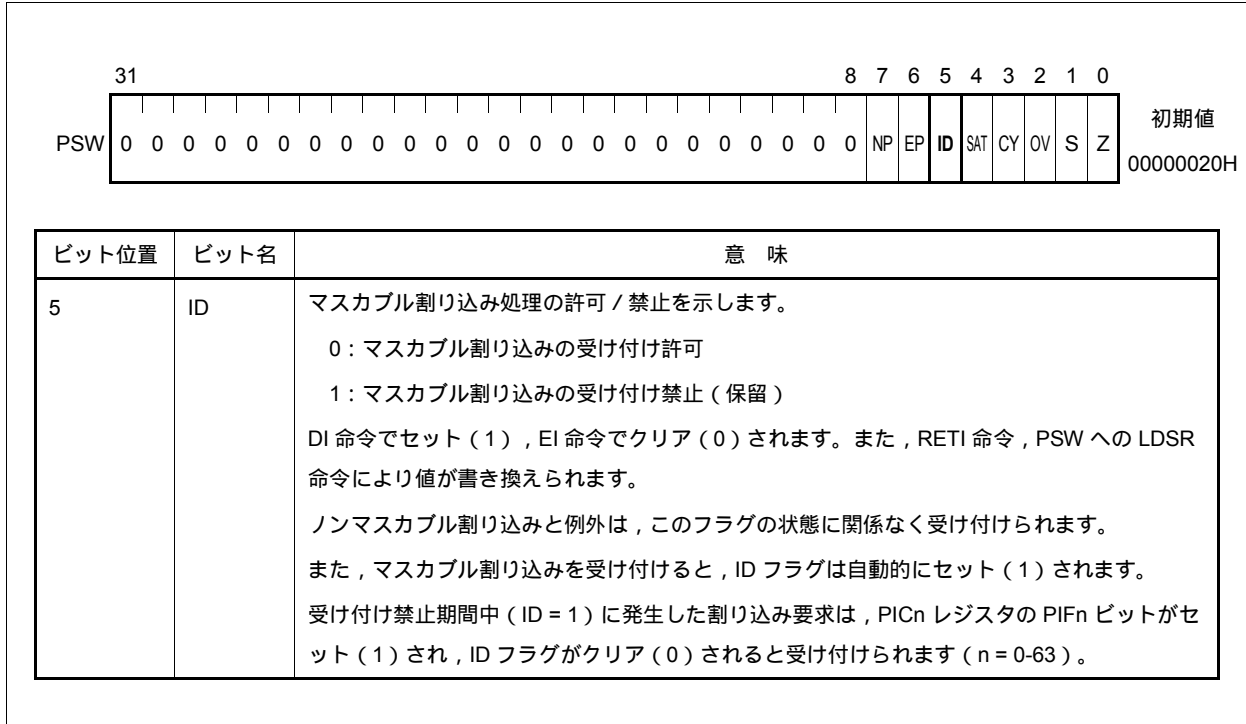 31 8 7 6 5 4 3 2 1 0
PSW 0 0 0 0 0 0 0 0 0 0 0 0 0 0 0 0 0 0 0 0 0 0 0 0 NP EP ID SAT CY OV S Z
初期値
00000020H
ビット位置 ビット名 意 味
5 ID マスカブル割り込み処理の許可／禁止を示します。
0：マスカブル割り込みの受け付け許可
1：マスカブル割り込みの受け付け禁止（保留）
DI 命令でセット（1），EI 命令でクリア（0）されます。また，RETI 命令，PSW への LDSR
命令により値が書き換えられます。
ノンマスカブル割り込みと例外は，このフラグの状態に関係なく受け付けられます。
また，マスカブル割り込みを受け付けると，ID フラグは自動的にセット（1）されます。
受け付け禁止期間中（ID = 1）に発生した割り込み要求は，PICn レジスタの PIFn ビットがセ
ット（1）され，ID フラグがクリア（0）されると受け付けられます（n = 0-63）。